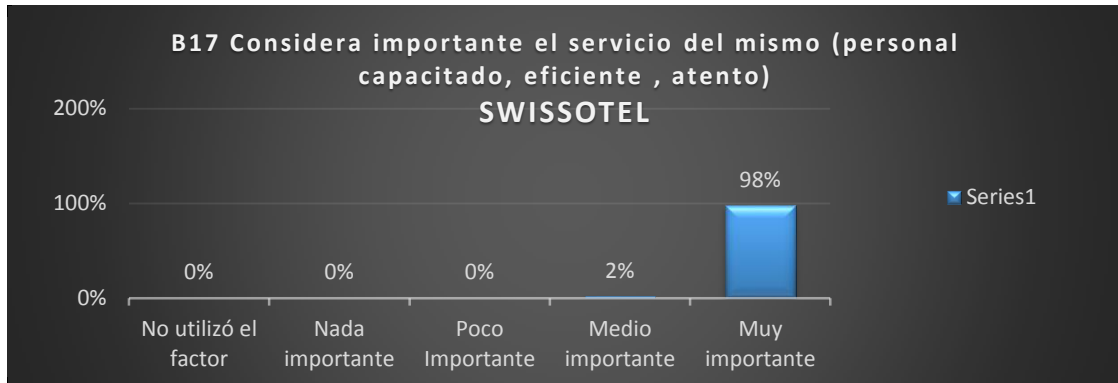 B17 Considera importante el servicio del mismo (personal
capacitado, eficiente , atento)
SWISSOTEL
200%
100%
0%
0%
0%
0%
2%
98%
Series1
No utilizó el
factor
Nada
importante
Poco
Importante
Medio
importante
Muy
importante